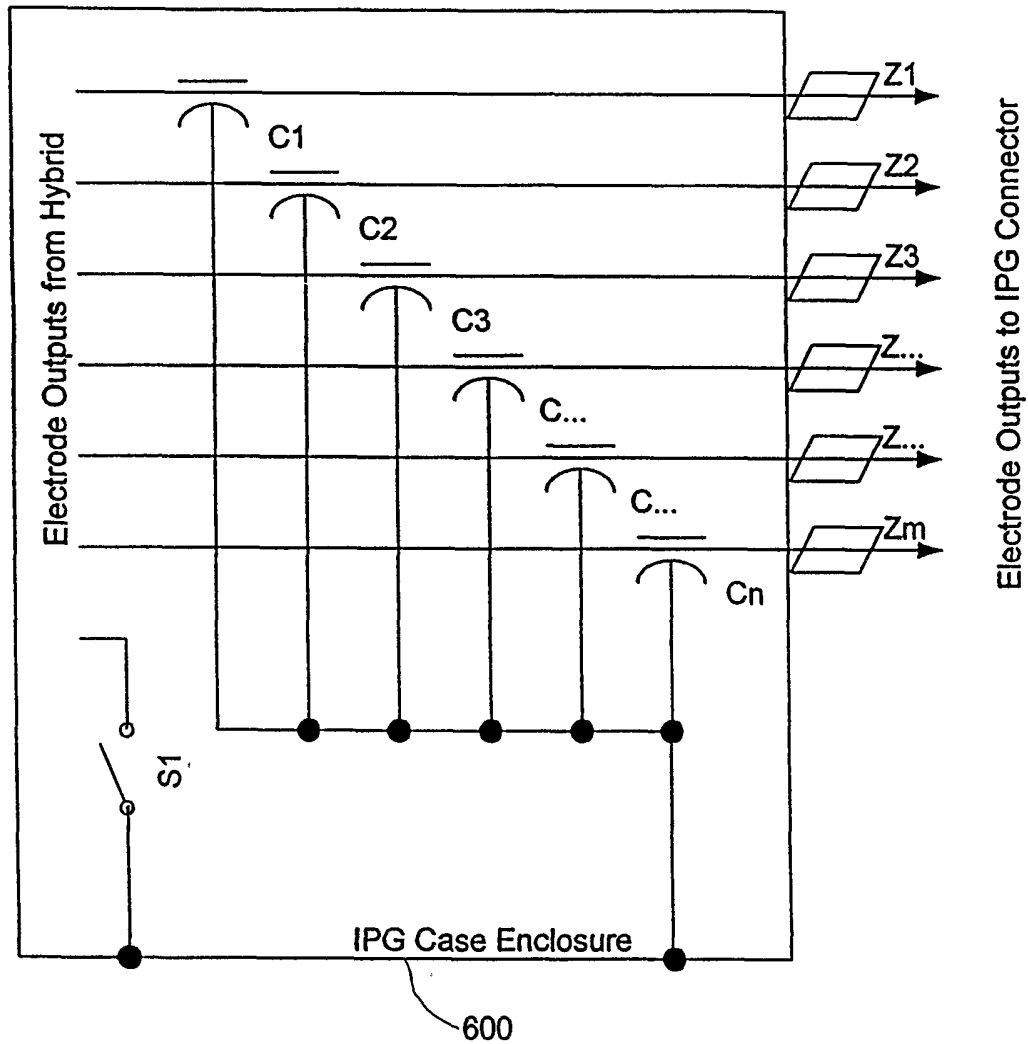 Electrode Outputs from Hybrid
C1
C2
C3
C...
C...
Cn
Z1
Z2
Z3
Z...
Z...
Zm
Electrode Outputs to IPG Connector
S1
IPG Case Enclosure
600